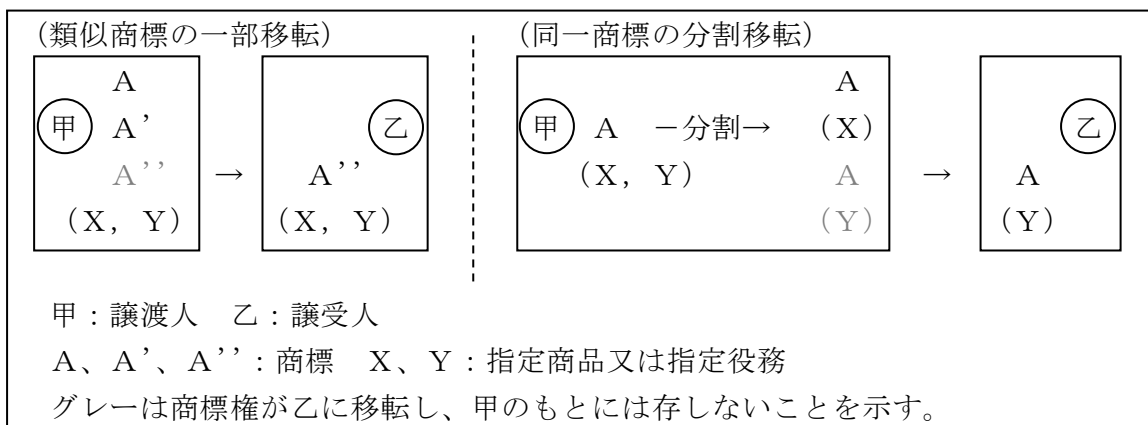 （類似商標の一部移転）
Ａ
甲 Ａ’
Ａ’’
（Ｘ，Ｙ）
→
乙
Ａ’’
（Ｘ，Ｙ）
（同一商標の分割移転）
甲 Ａ －分割→
（Ｘ，Ｙ）
Ａ
（Ｘ）
Ａ
（Ｙ）
→
乙
Ａ
（Ｙ）
甲：譲渡人　乙：譲受人
Ａ、Ａ’、Ａ’’：商標　Ｘ、Ｙ：指定商品又は指定役務
グレーは商標権が乙に移転し、甲のもとには存しないことを示す。